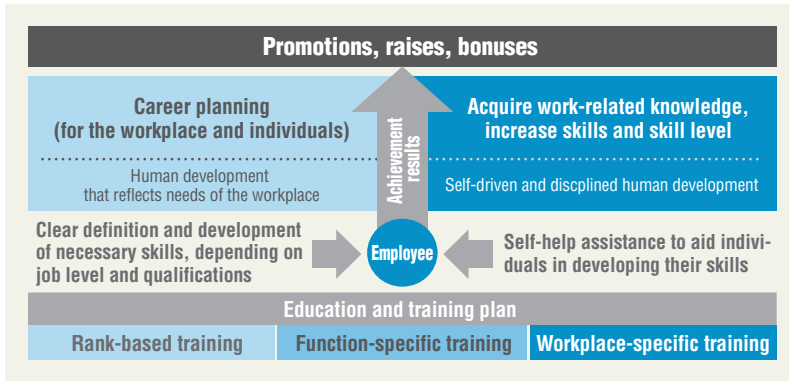 Promotions, raises, bonuses
Career planning
(for the workplace and individuals)
Human development
that reflects needs of the workplace
Achievement
results
Acquire work-related knowledge,
increase skills and skill level
Self-driven and discplined human development
Clear definition and development
of necessary skills, depending on
job level and qualifications
Employee
Self-help assistance to aid indivi-
duals in developing their skills
Education and training plan
Rank-based training
Function-specific training
Workplace-specific training